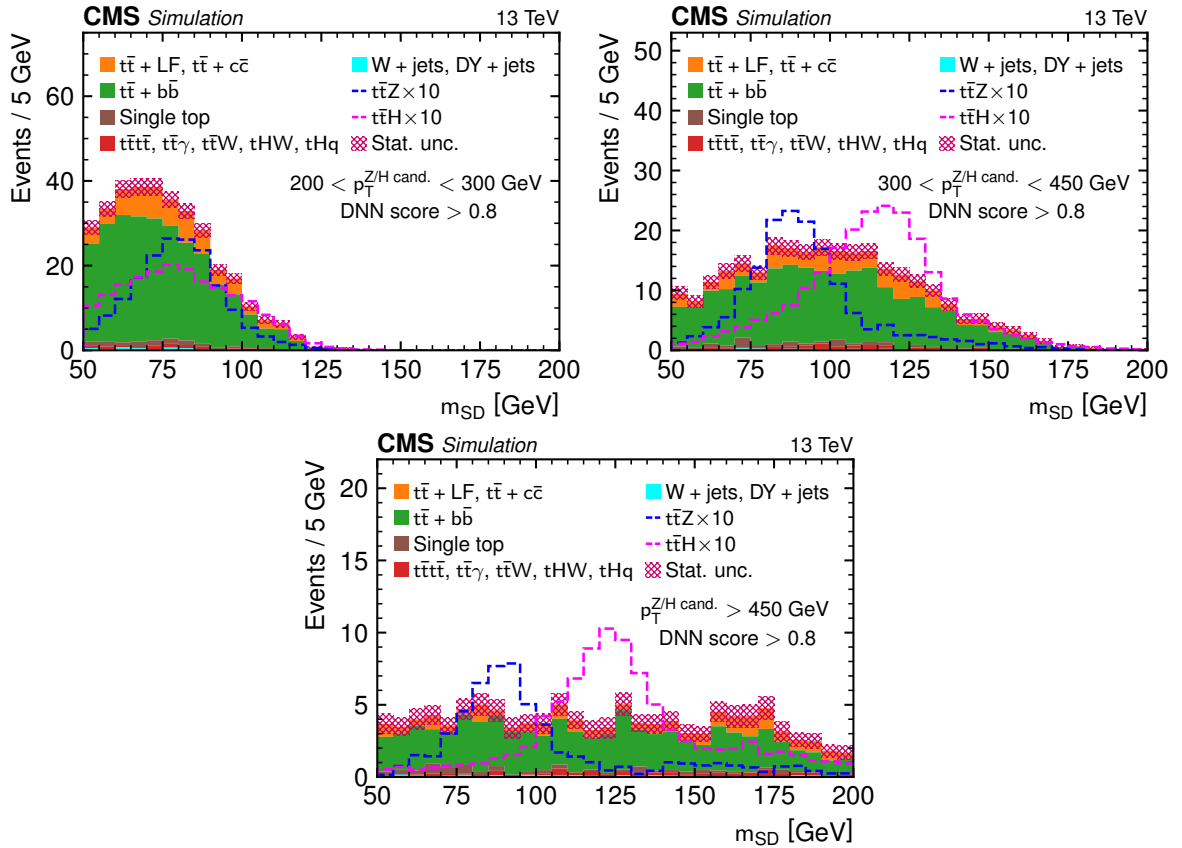 CMS Simulation 13 TeV
Events / 5 GeV
60
40
20
0
tt̄ + LF, tt̄ + cc̄
tt̄ + bb̄
Single top
tt̄tt̄, tt̄γ, tt̄W, tHW, tHq
W + jets, DY + jets
tt̄Z×10
tt̄H×10
Stat. unc.
200 < p_T^{Z/H cand.} < 300 GeV
DNN score > 0.8
50 75 100 125 150 175 200
m_SD [GeV]
CMS Simulation 13 TeV
Events / 5 GeV
50
40
30
20
10
0
tt̄ + LF, tt̄ + cc̄
tt̄ + bb̄
Single top
tt̄tt̄, tt̄γ, tt̄W, tHW, tHq
W + jets, DY + jets
tt̄Z×10
tt̄H×10
Stat. unc.
300 < p_T^{Z/H cand.} < 450 GeV
DNN score > 0.8
50 75 100 125 150 175 200
m_SD [GeV]
CMS Simulation 13 TeV
Events / 5 GeV
20
15
10
5
0
tt̄ + LF, tt̄ + cc̄
tt̄ + bb̄
Single top
tt̄tt̄, tt̄γ, tt̄W, tHW, tHq
W + jets, DY + jets
tt̄Z×10
tt̄H×10
Stat. unc.
p_T^{Z/H cand.} > 450 GeV
DNN score > 0.8
50 75 100 125 150 175 200
m_SD [GeV]